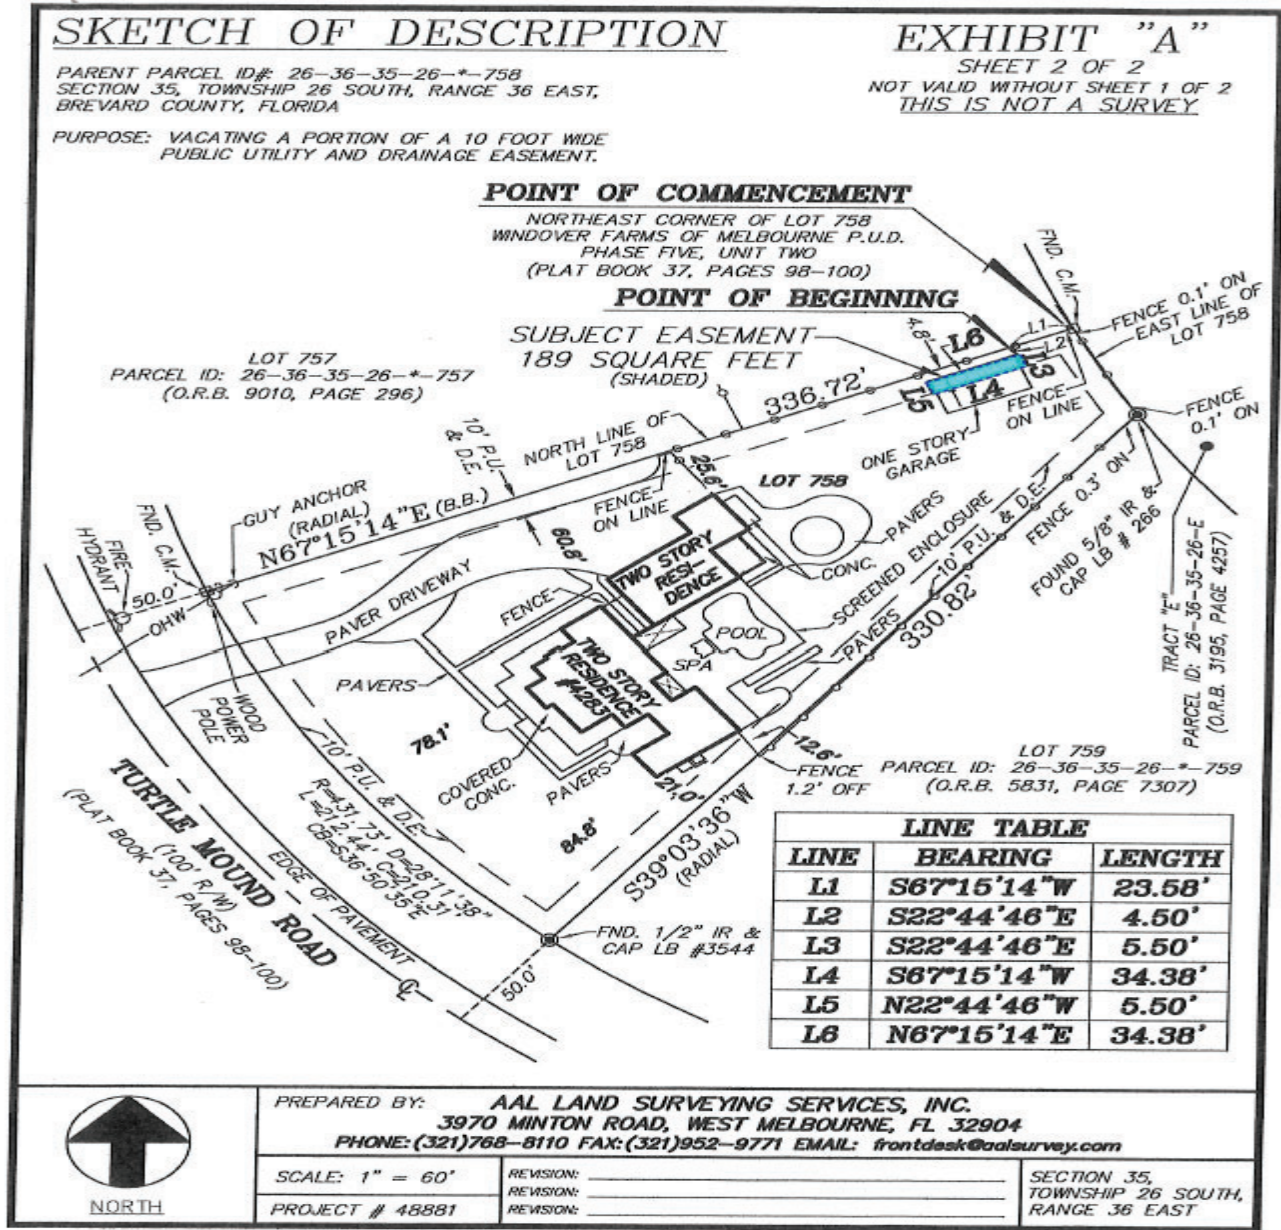 SKETCH OF DESCRIPTION
EXHIBIT "A"
SHEET 2 OF 2
NOT VALID WITHOUT SHEET 1 OF 2
THIS IS NOT A SURVEY
PARENT PARCEL ID#: 26-36-35-26-*-758
SECTION 35, TOWNSHIP 26 SOUTH, RANGE 36 EAST,
BREVARD COUNTY, FLORIDA
PURPOSE: VACATING A PORTION OF A 10 FOOT WIDE
PUBLIC UTILITY AND DRAINAGE EASEMENT.
POINT OF COMMENCEMENT
NORTHEAST CORNER OF LOT 758
WINDOVER FARMS OF MELBOURNE P.U.D.
PHASE FIVE, UNIT TWO
(PLAT BOOK 37, PAGES 98-100)
POINT OF BEGINNING
SUBJECT EASEMENT
189 SQUARE FEET
(SHADED)
FND. C.M.
FENCE 0.1' ON
EAST LINE OF
LOT 758
L1
L2
L3
L4
L5
L6
4.8'
LOT 757
PARCEL ID: 26-36-35-26-*-757
(O.R.B. 9010, PAGE 296)
336.72'
NORTH LINE OF
LOT 758
10' P.U.
& D.E.
FENCE
ON LINE
ONE STORY
GARAGE
FENCE
0.1' ON
GUY ANCHOR
(RADIAL)
N67°15'14"E (B.B.)
FENCE
ON LINE
25.6'
LOT 758
PAVERS
CONC.
SCREENED ENCLOSURE
10' P.U. & D.E.
FENCE 0.3' ON
FOUND 5/8" IR &
CAP LB # 266
TRACT "E"
PARCEL ID: 26-36-35-26-E
(O.R.B. 3195, PAGE 4257)
FND. C.M.
FIRE
HYDRANT
50.0'
OHW
PAVER DRIVEWAY
60.8'
FENCE
TWO STORY
RESI-
DENCE
POOL
SPA
PAVERS
330.82'
TWO STORY
RESIDENCE
#4283
PAVERS
WOOD
POWER
POLE
78.1'
COVERED
CONC.
PAVERS
21.0'
12.6'
FENCE
1.2' OFF
84.8'
S39°03'36"W
(RADIAL)
LOT 759
PARCEL ID: 26-36-35-26-*-759
(O.R.B. 5831, PAGE 7307)
10' P.U. & D.E.
R=431.73' D=28°11'38"
L=212.64' C=210.31
CB=S36°50'35"E
TURTLE MOUND ROAD
(100' R/W)
(PLAT BOOK 37, PAGES 98-100)
EDGE OF PAVEMENT
FND. 1/2" IR &
CAP LB #3544
50.0'
LINE TABLE
LINE BEARING LENGTH
L1 S67°15'14"W 23.58'
L2 S22°44'46"E 4.50'
L3 S22°44'46"E 5.50'
L4 S67°15'14"W 34.38'
L5 N22°44'46"W 5.50'
L6 N67°15'14"E 34.38'
NORTH
PREPARED BY: AAL LAND SURVEYING SERVICES, INC.
3970 MINTON ROAD, WEST MELBOURNE, FL 32904
PHONE:(321)768-8110 FAX:(321)952-9771 EMAIL: frontdesk@aalsurvey.com
SCALE: 1" = 60'
PROJECT # 48881
REVISION:
REVISION:
REVISION:
SECTION 35,
TOWNSHIP 26 SOUTH,
RANGE 36 EAST